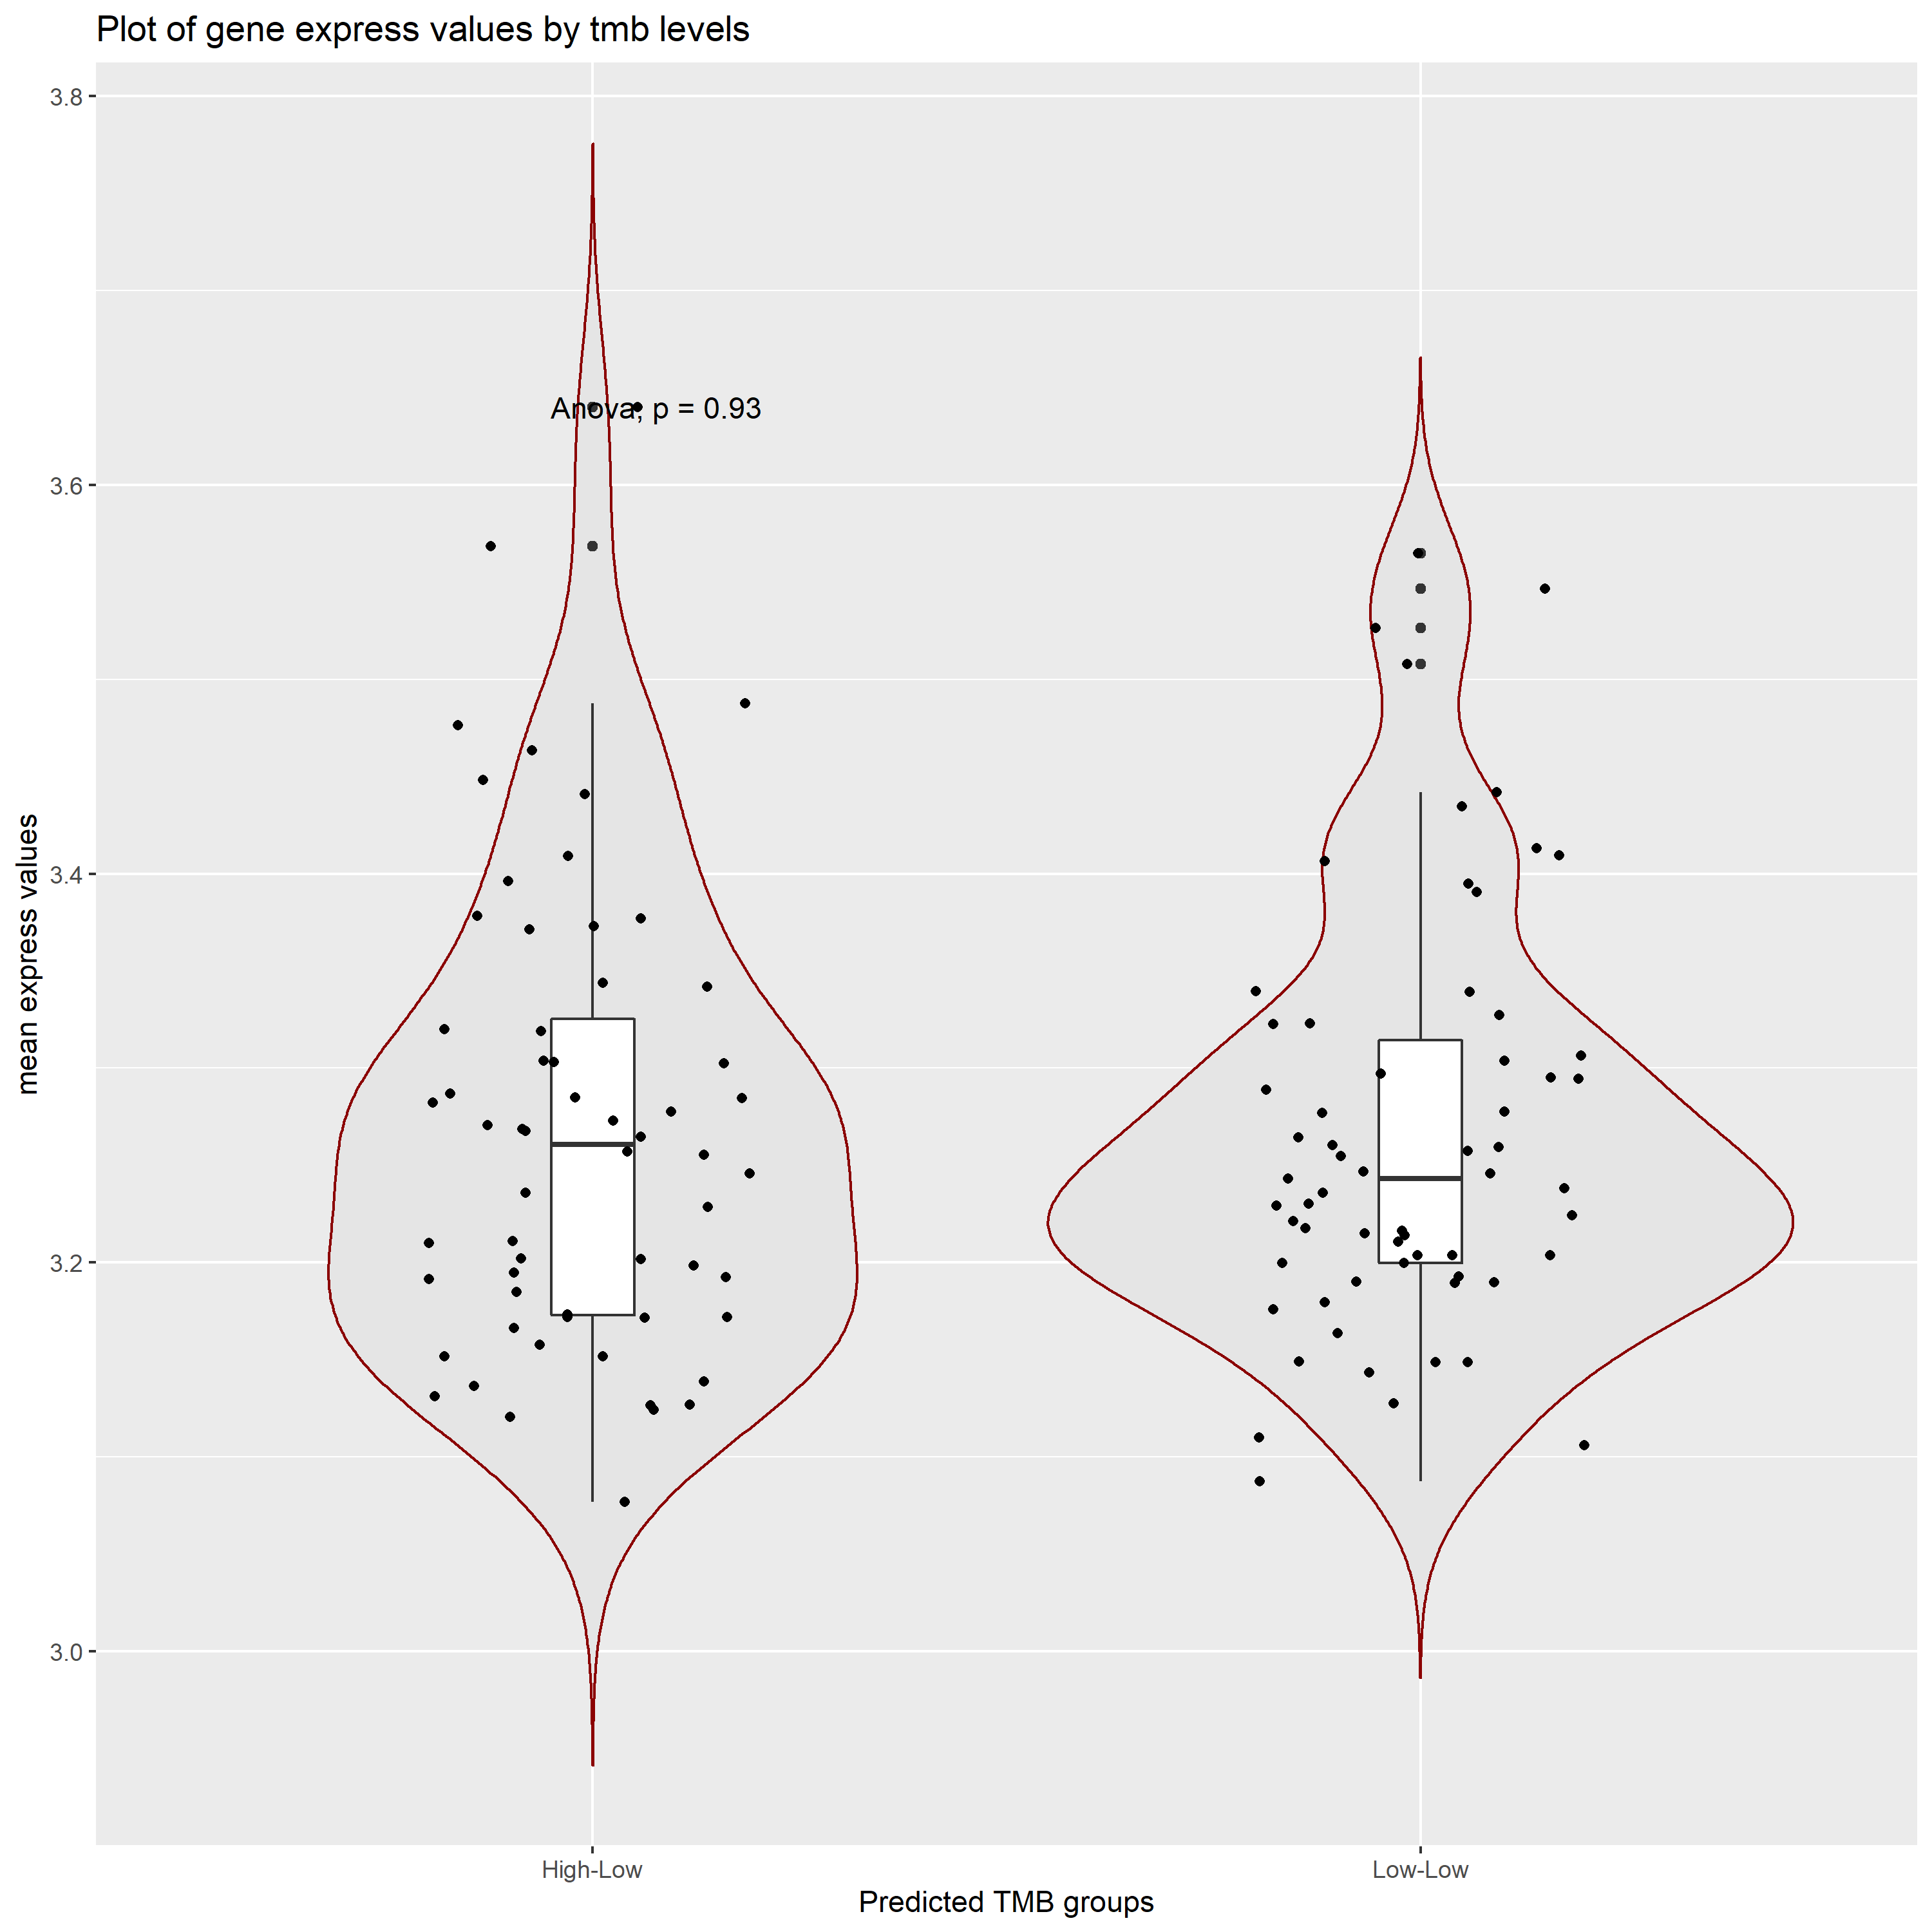 Plot of gene express values by tmb levels
3.8
Anova, p = 0.93
3.6
3.4
mean express values
3.2
3.0
High-Low
Low-Low
Predicted TMB groups